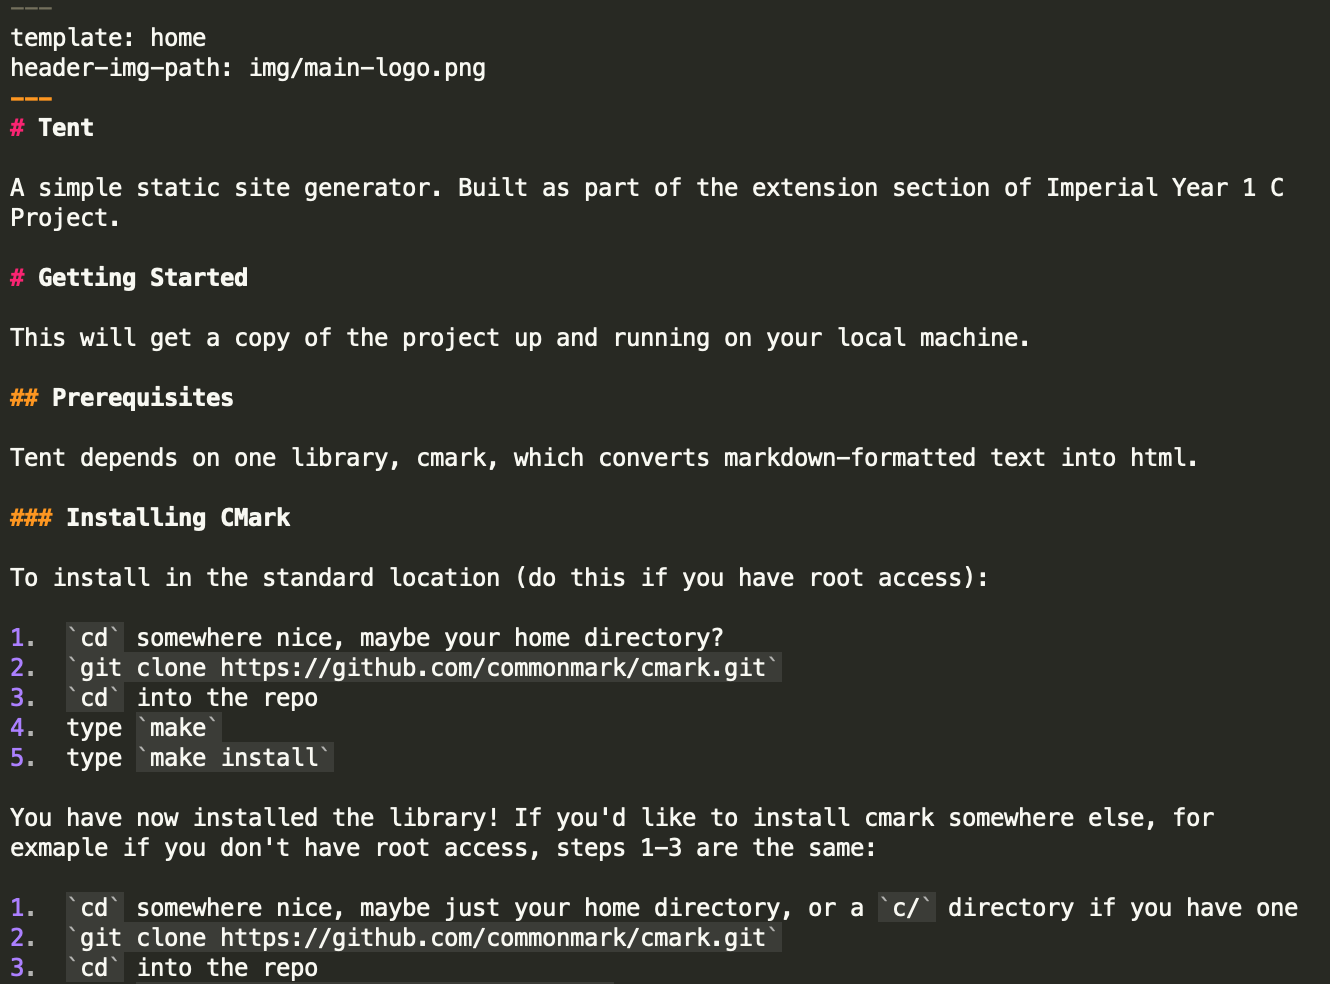 ---
template: home
header-img-path: img/main-logo.png
---
# Tent
A simple static site generator. Built as part of the extension section of Imperial Year 1 C
Project.
# Getting Started
This will get a copy of the project up and running on your local machine.
## Prerequisites
Tent depends on one library, cmark, which converts markdown-formatted text into html.
### Installing CMark
To install in the standard location (do this if you have root access):
1.  `cd` somewhere nice, maybe your home directory?
2.  `git clone https://github.com/commonmark/cmark.git`
3.  `cd` into the repo
4.  type `make`
5.  type `make install`
You have now installed the library! If you'd like to install cmark somewhere else, for
exmaple if you don't have root access, steps 1-3 are the same:
1.  `cd` somewhere nice, maybe just your home directory, or a `c/` directory if you have one
2.  `git clone https://github.com/commonmark/cmark.git`
3.  `cd` into the repo